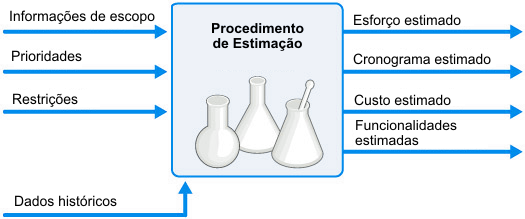 Informações de escopo
Prioridades
Restrições
Dados históricos
Procedimento
de Estimação
Esforço estimado
Cronograma estimado
Custo estimado
Funcionalidades
estimadas